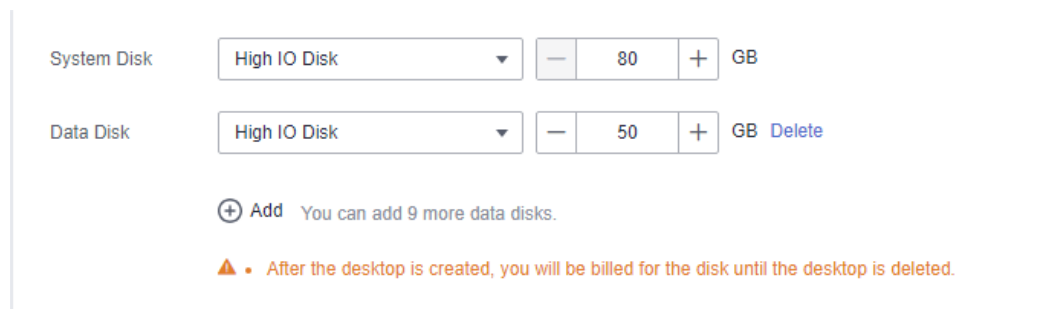 System Disk High IO Disk — 80 + GB
Data Disk High IO Disk — 50 + GB Delete
+ Add You can add 9 more data disks.
• After the desktop is created, you will be billed for the disk until the desktop is deleted.